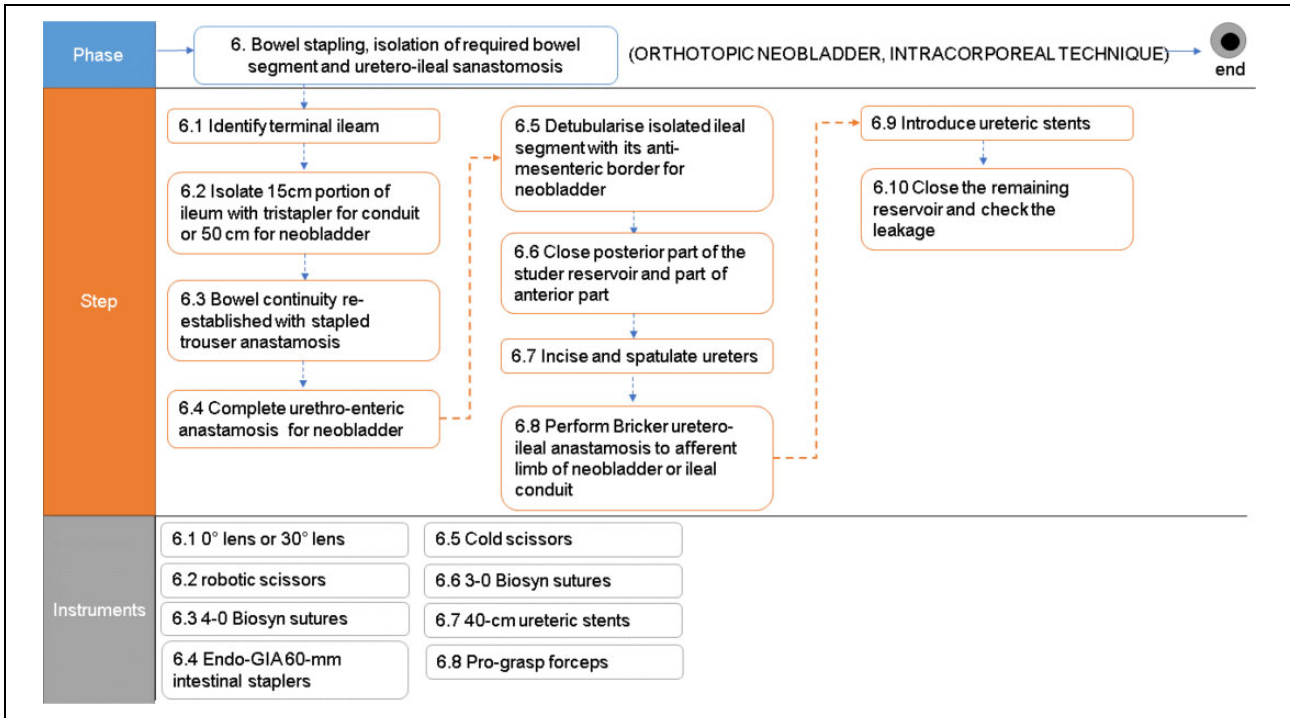 Phase
6. Bowel stapling, isolation of required bowel
segment and uretero-ileal sanastomosis
(ORTHOTOPIC NEOBLADDER, INTRACORPOREAL TECHNIQUE)
end
Step
6.1 Identify terminal ileam
6.2 Isolate 15cm portion of
ileum with tristapler for conduit
or 50 cm for neobladder
6.3 Bowel continuity re-
established with stapled
trouser anastamosis
6.4 Complete urethro-enteric
anastamosis for neobladder
6.5 Detubularise isolated ileal
segment with its anti-
mesenteric border for
neobladder
6.6 Close posterior part of the
studer reservoir and part of
anterior part
6.7 Incise and spatulate ureters
6.8 Perform Bricker uretero-
ileal anastamosis to afferent
limb of neobladder or ileal
conduit
6.9 Introduce ureteric stents
6.10 Close the remaining
reservoir and check the
leakage
Instruments
6.1 0° lens or 30° lens
6.2 robotic scissors
6.3 4-0 Biosyn sutures
6.4 Endo-GIA 60-mm
intestinal staplers
6.5 Cold scissors
6.6 3-0 Biosyn sutures
6.7 40-cm ureteric stents
6.8 Pro-grasp forceps